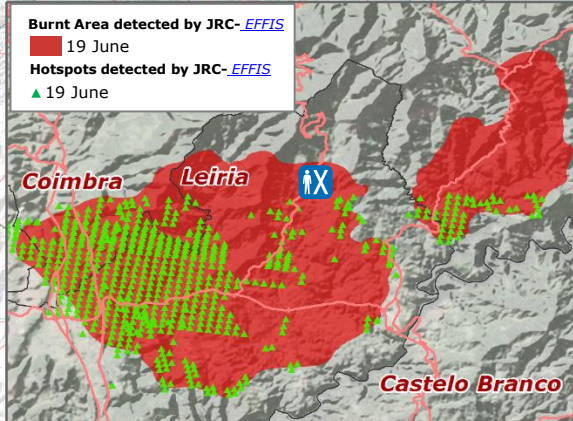 Burnt Area detected by JRC- EFFIS
19 June
Hotspots detected by JRC- EFFIS
19 June
Coimbra
Leiria
X
Castelo Branco